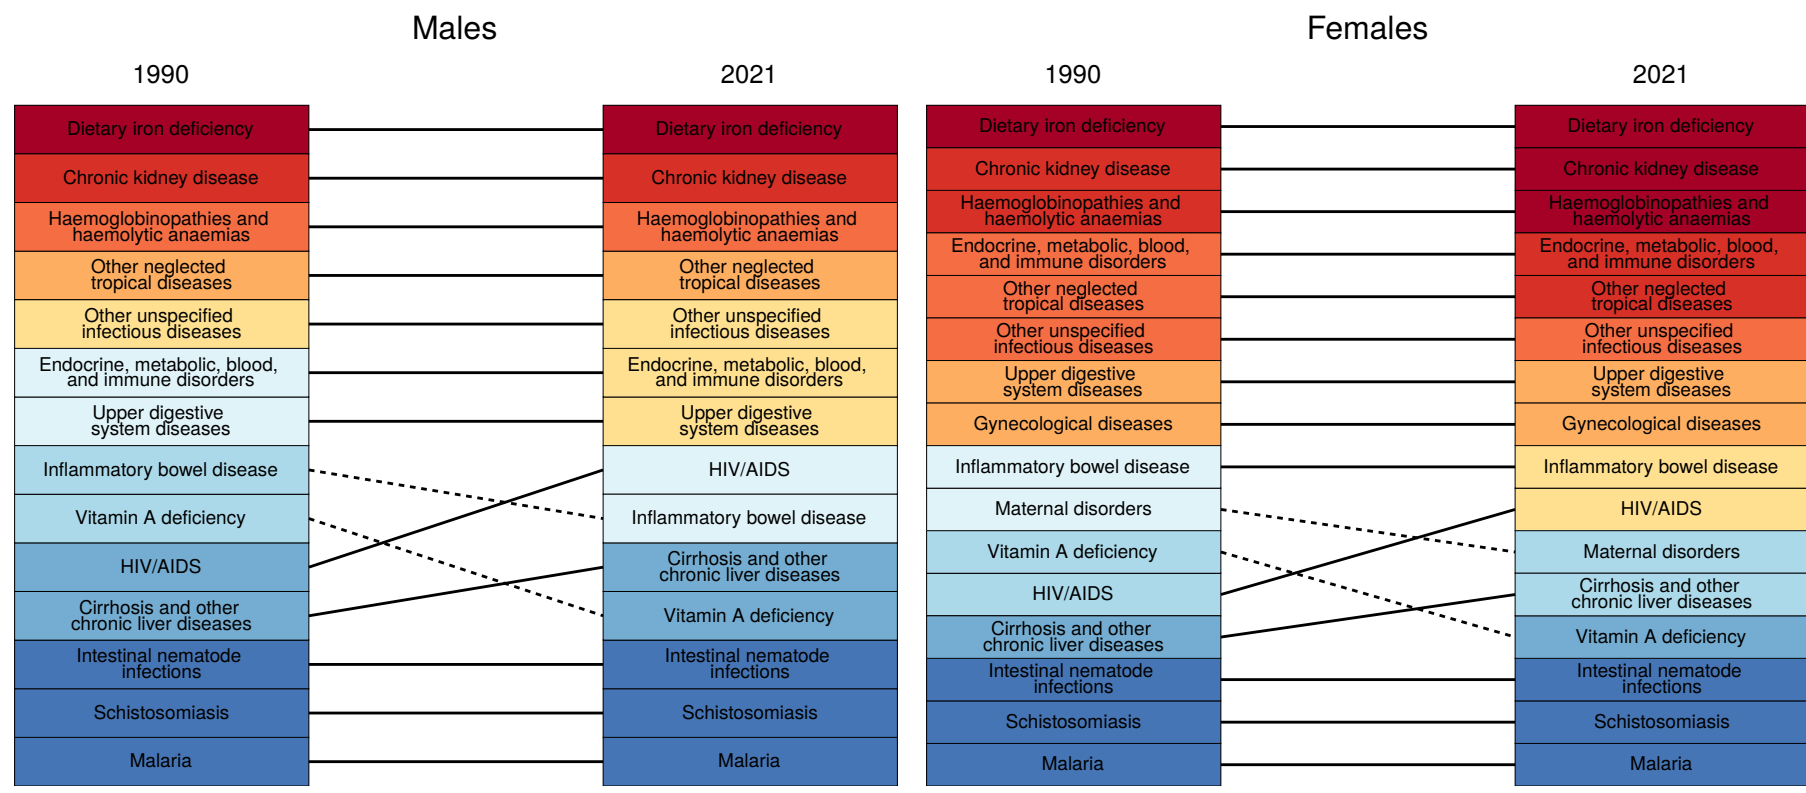 Males
1990
2021
Dietary iron deficiency
Chronic kidney disease
Haemoglobinopathies and
haemolytic anaemias
Other neglected
tropical diseases
Other unspecified
infectious diseases
Endocrine, metabolic, blood,
and immune disorders
Upper digestive
system diseases
Inflammatory bowel disease
Vitamin A deficiency
HIV/AIDS
Cirrhosis and other
chronic liver diseases
Intestinal nematode
infections
Schistosomiasis
Malaria
Dietary iron deficiency
Chronic kidney disease
Haemoglobinopathies and
haemolytic anaemias
Other neglected
tropical diseases
Other unspecified
infectious diseases
Endocrine, metabolic, blood,
and immune disorders
Upper digestive
system diseases
HIV/AIDS
Inflammatory bowel disease
Cirrhosis and other
chronic liver diseases
Vitamin A deficiency
Intestinal nematode
infections
Schistosomiasis
Malaria
Females
1990
2021
Dietary iron deficiency
Chronic kidney disease
Haemoglobinopathies and
haemolytic anaemias
Endocrine, metabolic, blood,
and immune disorders
Other neglected
tropical diseases
Other unspecified
infectious diseases
Upper digestive
system diseases
Gynecological diseases
Inflammatory bowel disease
Maternal disorders
Vitamin A deficiency
HIV/AIDS
Cirrhosis and other
chronic liver diseases
Intestinal nematode
infections
Schistosomiasis
Malaria
Dietary iron deficiency
Chronic kidney disease
Haemoglobinopathies and
haemolytic anaemias
Endocrine, metabolic, blood,
and immune disorders
Other neglected
tropical diseases
Other unspecified
infectious diseases
Upper digestive
system diseases
Gynecological diseases
Inflammatory bowel disease
HIV/AIDS
Maternal disorders
Cirrhosis and other
chronic liver diseases
Vitamin A deficiency
Intestinal nematode
infections
Schistosomiasis
Malaria